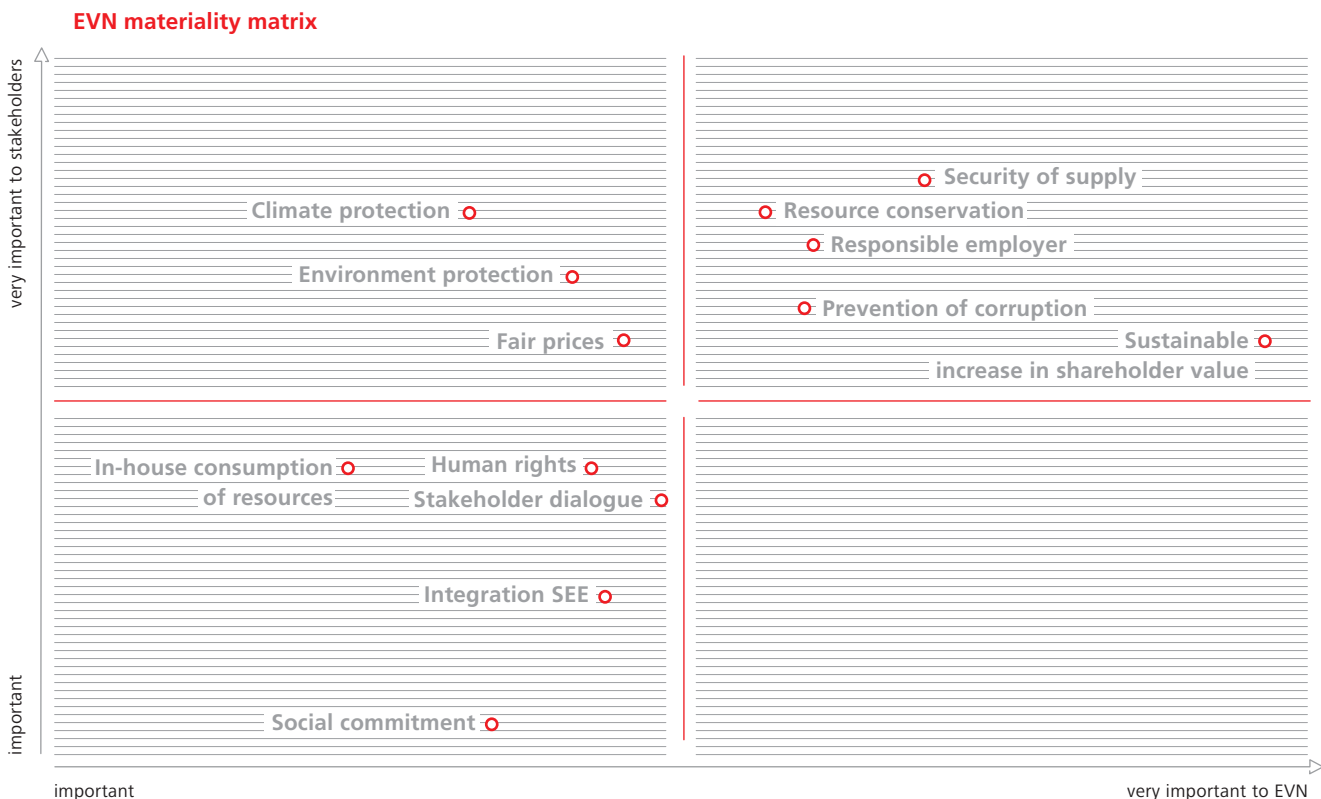 EVN materiality matrix
very important to stakeholders
Security of supply
Climate protection
Resource conservation
Responsible employer
Environment protection
Prevention of corruption
Fair prices
Sustainable
increase in shareholder value
In-house consumption
of resources
Human rights
Stakeholder dialogue
Integration SEE
Social commitment
important
important
very important to EVN